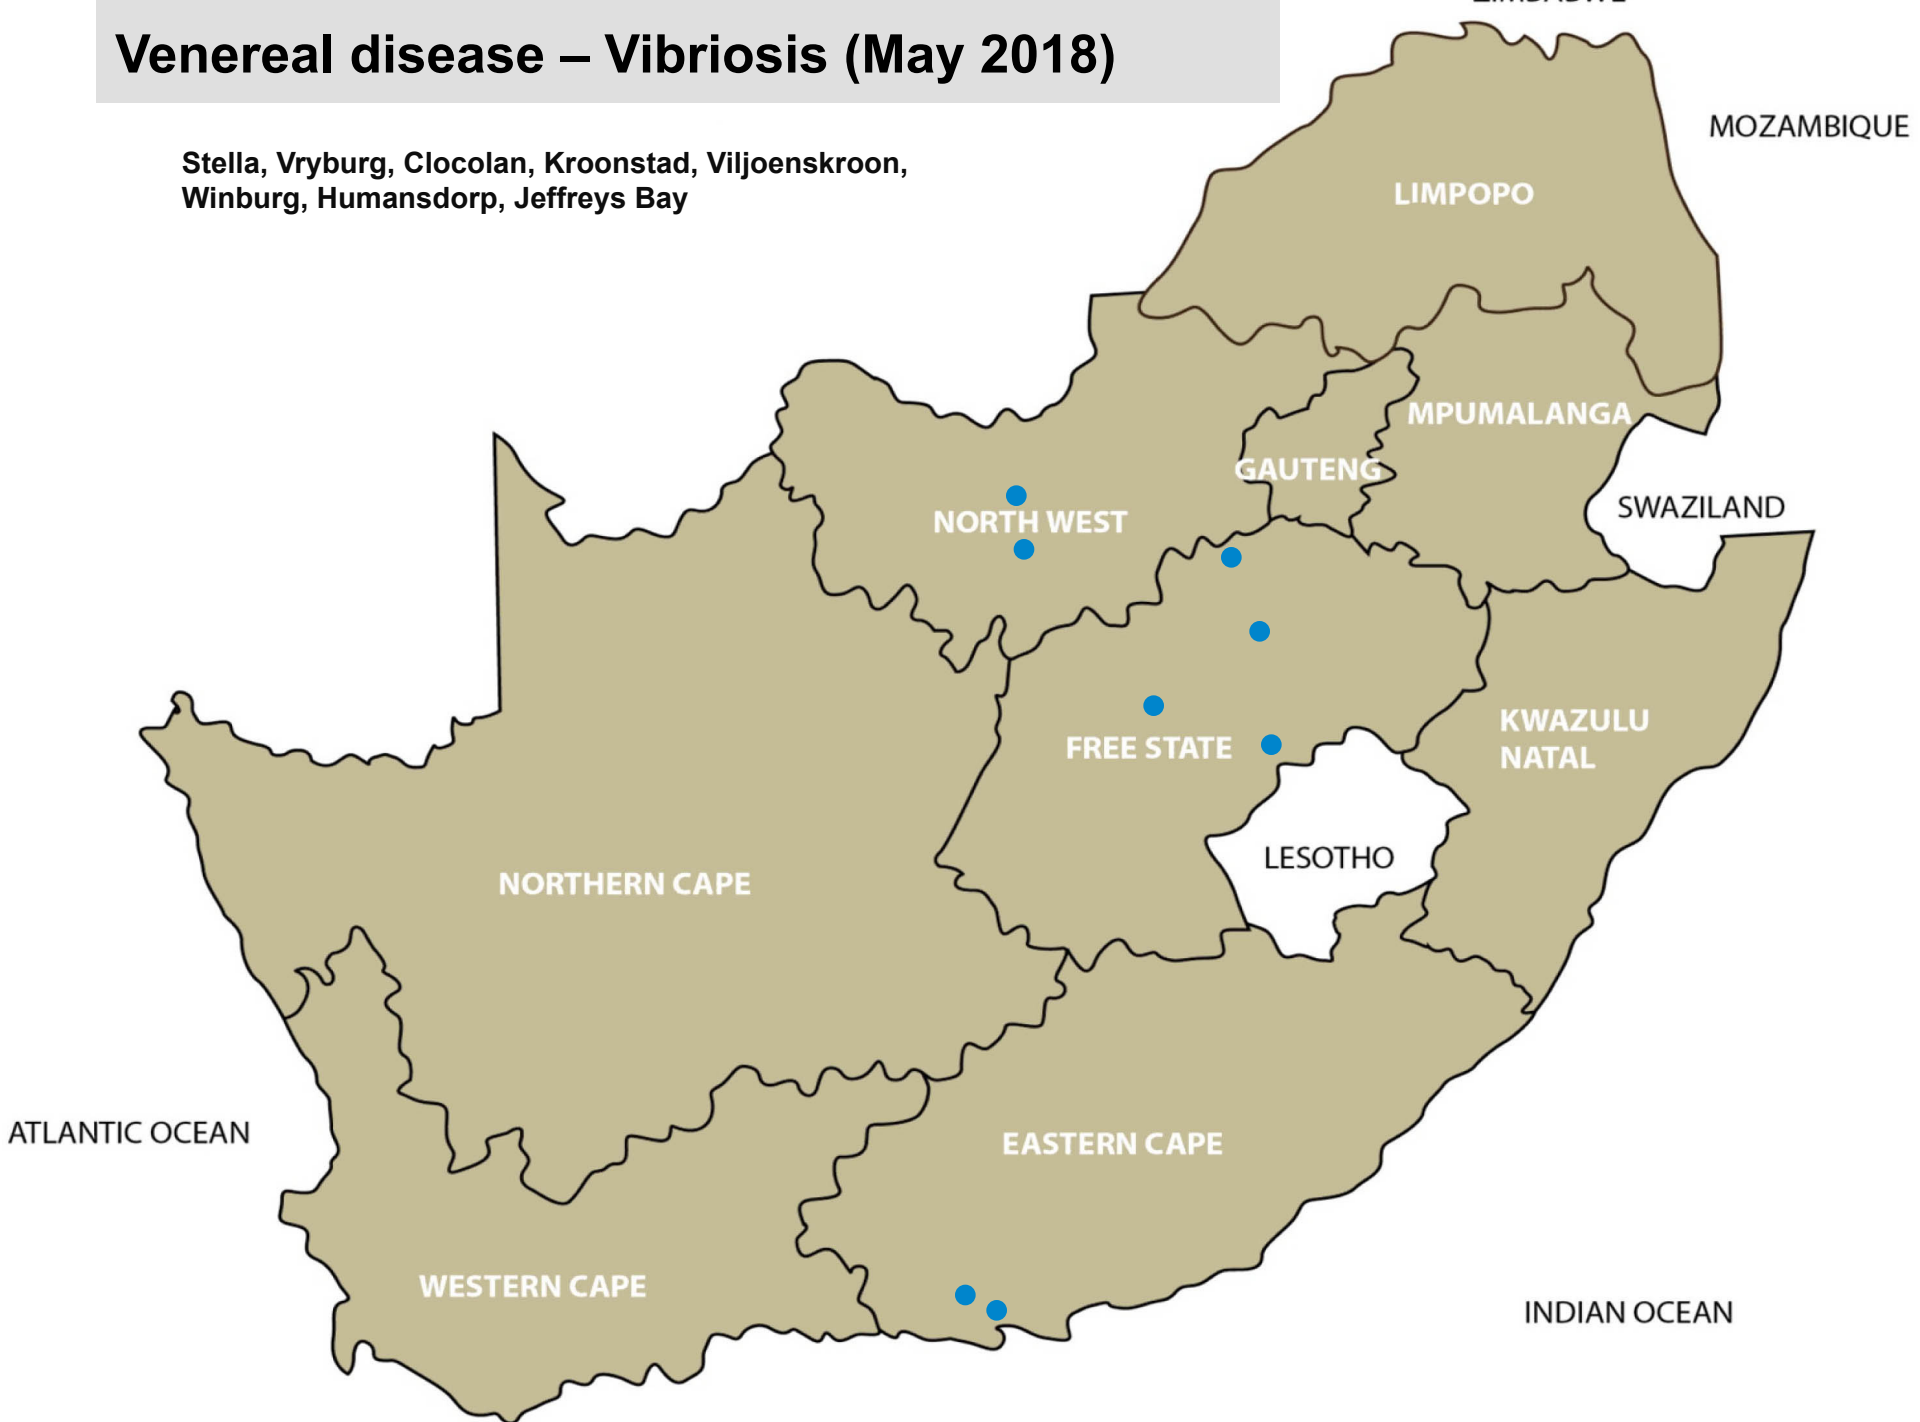 Venereal disease – Vibriosis (May 2018)
Stella, Vryburg, Clocolan, Kroonstad, Viljoenskroon,
Winburg, Humansdorp, Jeffreys Bay
MOZAMBIQUE
LIMPOPO
MPUMALANGA
GAUTENG
SWAZILAND
NORTH WEST
KWAZULU
NATAL
FREE STATE
LESOTHO
NORTHERN CAPE
ATLANTIC OCEAN
EASTERN CAPE
WESTERN CAPE
INDIAN OCEAN